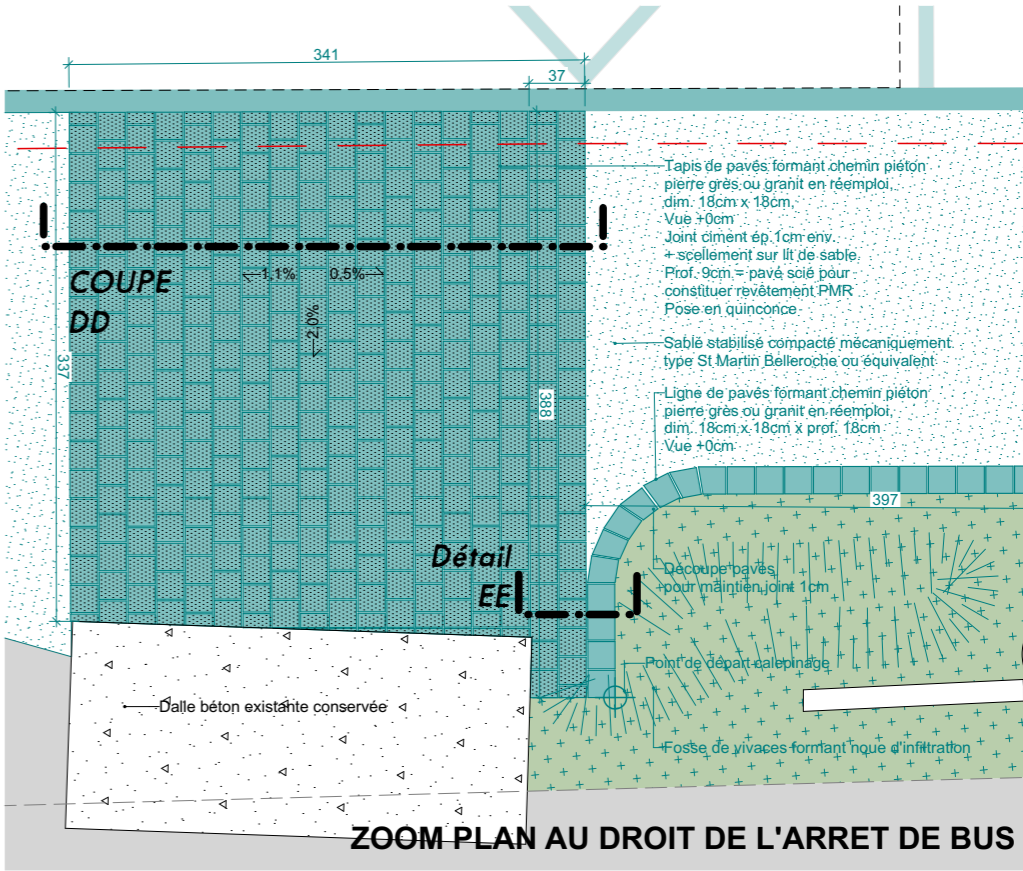 341
37
Tapis de pavés formant chemin piéton
pierre grès ou granit en réemploi,
dim. 18cm x 18cm,
Vue +0cm
Joint ciment ép.1cm env.
+ scellement sur lit de sable
Prof. 9cm = pavé scié pour
constituer revêtement PMR
Pose en quinconce
COUPE
DD
1,1%
0,5%
2,0%
337
388
Sable stabilisé compacté mécaniquement
type St Martin Belleroche ou équivalent
Ligne de pavés formant chemin piéton
pierre grès ou granit en réemploi,
dim. 18cm x 18cm x prof. 18cm
Vue +0cm
397
Détail
EE
Découpe pavés
pour maintien joint 1cm
Point de départ calepinage
Dalle béton existante conservée
Fosse de vivaces formant noue d'infiltration
ZOOM PLAN AU DROIT DE L'ARRET DE BUS